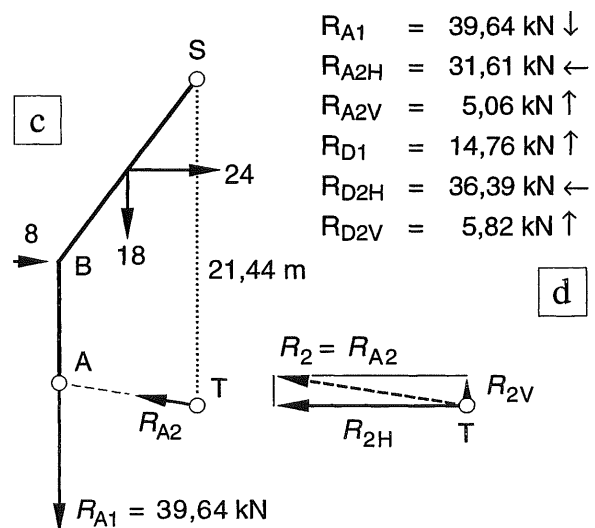 S
c
24
8
B
18
21,44 m
A
T
R_A2
R_A1 = 39,64 kN
R_A1 = 39,64 kN ↓
R_A2H = 31,61 kN ←
R_A2V = 5,06 kN ↑
R_D1 = 14,76 kN ↑
R_D2H = 36,39 kN ←
R_D2V = 5,82 kN ↑
d
R_2 = R_A2
R_2V
R_2H
T